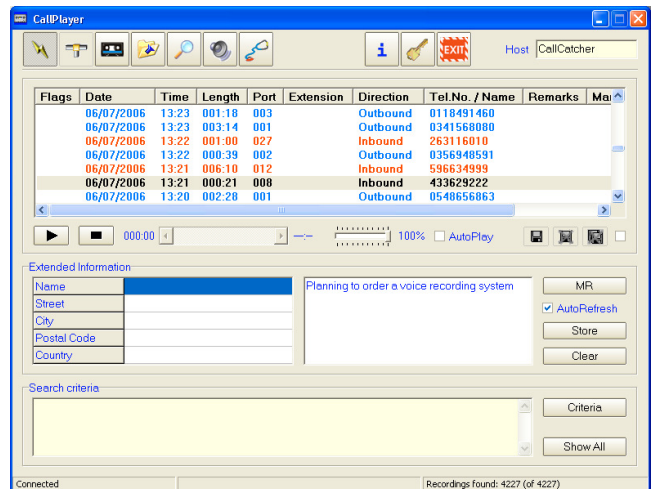 CallPlayer
EXIT Host CallCatcher
Flags Date Time Length Port Extension Direction Tel.No. / Name Remarks Mar
06/07/2006 13:23 001:18 003 Outbound 0118491460
06/07/2006 13:23 003:14 001 Outbound 0341568080
06/07/2006 13:22 001:00 027 Inbound 263116010
06/07/2006 13:22 000:39 002 Outbound 0356948591
06/07/2006 13:21 006:10 012 Inbound 596634999
06/07/2006 13:21 000:21 008 Inbound 433629222
06/07/2006 13:20 002:28 001 Outbound 0548656863
000:00 --:-- 100% AutoPlay
Extended Information
Name Planning to order a voice recording system MR
Street AutoRefresh
City Store
Postal Code
Country Clear
Search criteria
Criteria
Show All
Connected Recordings found: 4227 (of 4227)